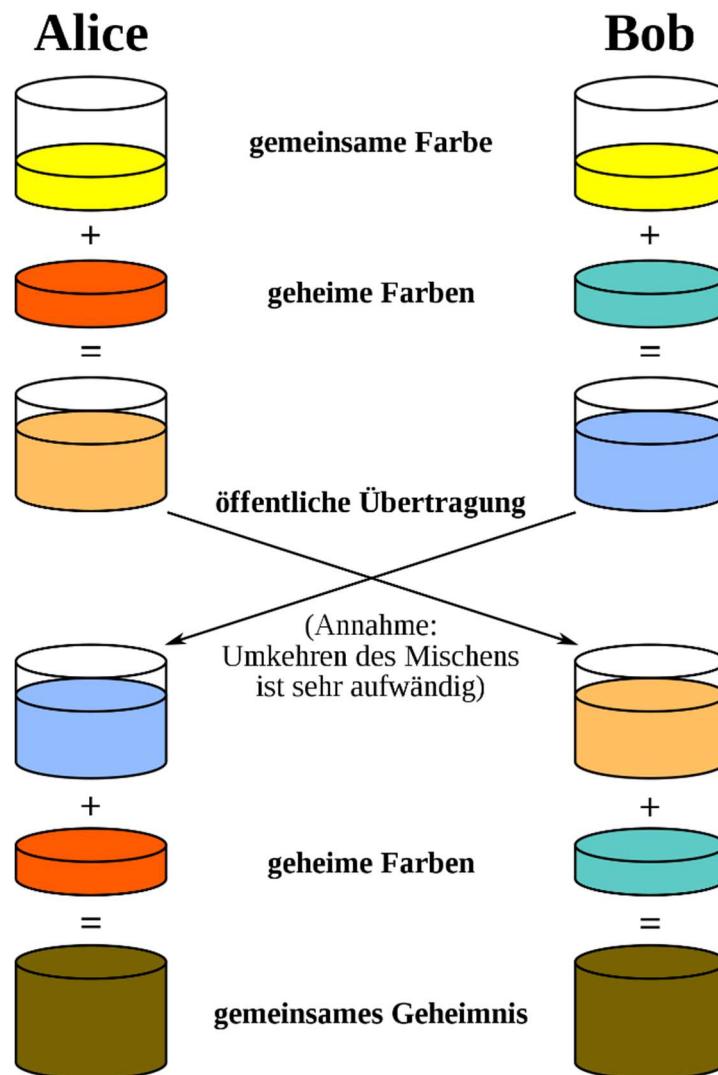 Alice
Bob
gemeinsame Farbe
+
+
geheime Farben
=
=
öffentliche Übertragung
(Annahme:
Umkehren des Mischens
ist sehr aufwändig)
+
+
geheime Farben
=
=
gemeinsames Geheimnis